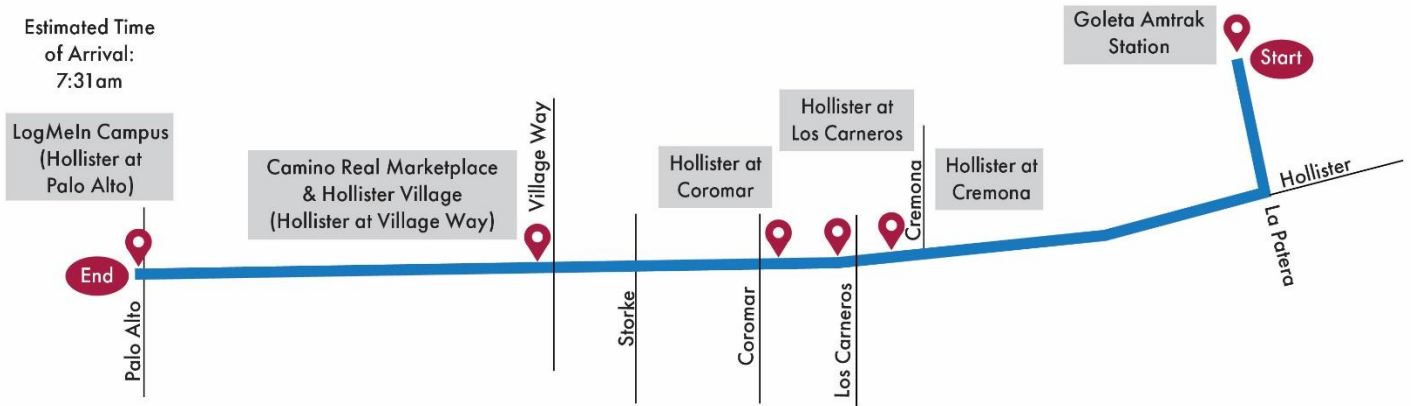 Estimated Time
of Arrival:
7:31am
LogMeIn Campus
(Hollister at
Palo Alto)
End
Palo Alto
Camino Real Marketplace
& Hollister Village
(Hollister at Village Way)
Village Way
Storke
Hollister at
Coromar
Coromar
Hollister at
Los Carneros
Los Carneros
Cremona
Hollister at
Cremona
Goleta Amtrak
Station
Start
Hollister
La Patera